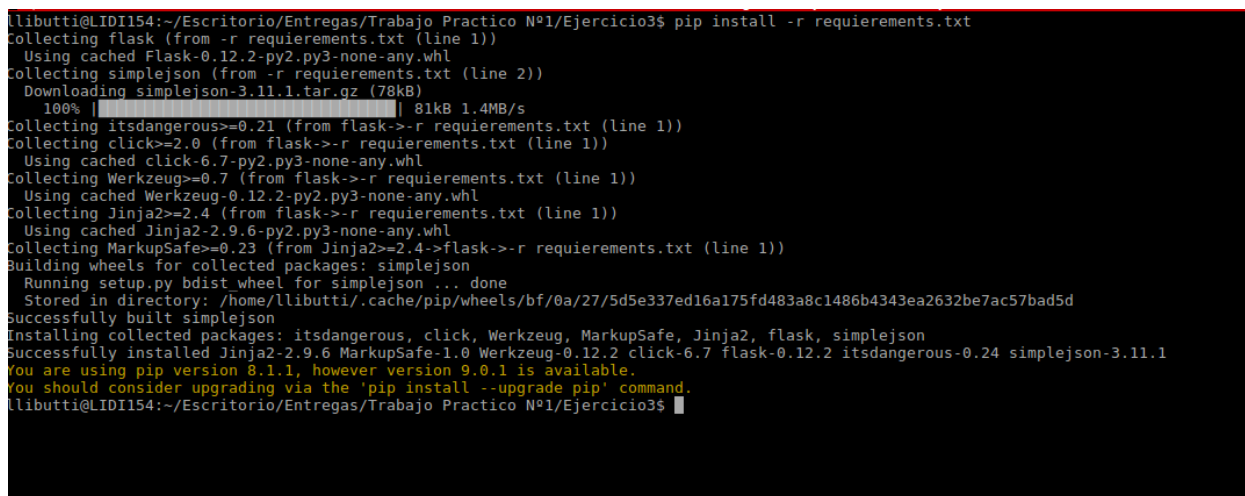 llibutti@LIDI154:~/Escritorio/Entregas/Trabajo Practico Nº1/Ejercicio3$ pip install -r requierements.txt
Collecting flask (from -r requierements.txt (line 1))
  Using cached Flask-0.12.2-py2.py3-none-any.whl
Collecting simplejson (from -r requierements.txt (line 2))
  Downloading simplejson-3.11.1.tar.gz (78kB)
    100% |████████████████████████████████| 81kB 1.4MB/s
Collecting itsdangerous>=0.21 (from flask->-r requierements.txt (line 1))
Collecting click>=2.0 (from flask->-r requierements.txt (line 1))
  Using cached click-6.7-py2.py3-none-any.whl
Collecting Werkzeug>=0.7 (from flask->-r requierements.txt (line 1))
  Using cached Werkzeug-0.12.2-py2.py3-none-any.whl
Collecting Jinja2>=2.4 (from flask->-r requierements.txt (line 1))
  Using cached Jinja2-2.9.6-py2.py3-none-any.whl
Collecting MarkupSafe>=0.23 (from Jinja2>=2.4->flask->-r requierements.txt (line 1))
Building wheels for collected packages: simplejson
  Running setup.py bdist_wheel for simplejson ... done
  Stored in directory: /home/llibutti/.cache/pip/wheels/bf/0a/27/5d5e337ed16a175fd483a8c1486b4343ea2632be7ac57bad5d
Successfully built simplejson
Installing collected packages: itsdangerous, click, Werkzeug, MarkupSafe, Jinja2, flask, simplejson
Successfully installed Jinja2-2.9.6 MarkupSafe-1.0 Werkzeug-0.12.2 click-6.7 flask-0.12.2 itsdangerous-0.24 simplejson-3.11.1
You are using pip version 8.1.1, however version 9.0.1 is available.
You should consider upgrading via the 'pip install --upgrade pip' command.
llibutti@LIDI154:~/Escritorio/Entregas/Trabajo Practico Nº1/Ejercicio3$